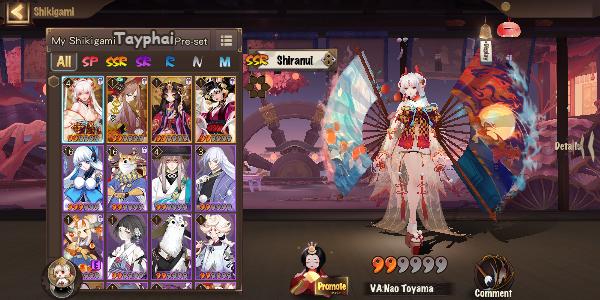 Shikigami
My Shikigami Tayphai Pre-set
All SP SSR SR R N M
SSR Shiranui
Display
Details
999999
Promote
VA:Nao Toyama
Comment